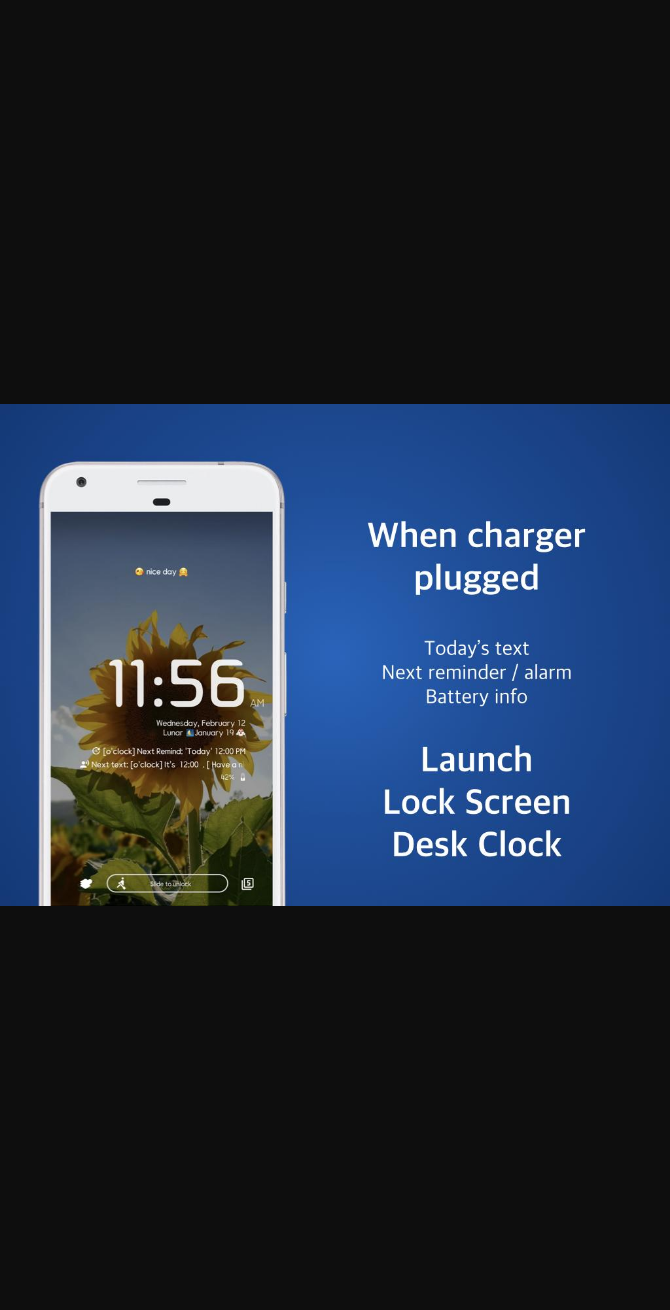 nice day
11:56 AM
Wednesday, February 12
Lunar January 19
[o'clock] Next Remind: 'Today' 12:00 PM
Next text: [o'clock] It's 12:00 . [ Have a
42%
Slide to unlock
5
When charger
plugged
Today's text
Next reminder / alarm
Battery info
Launch
Lock Screen
Desk Clock